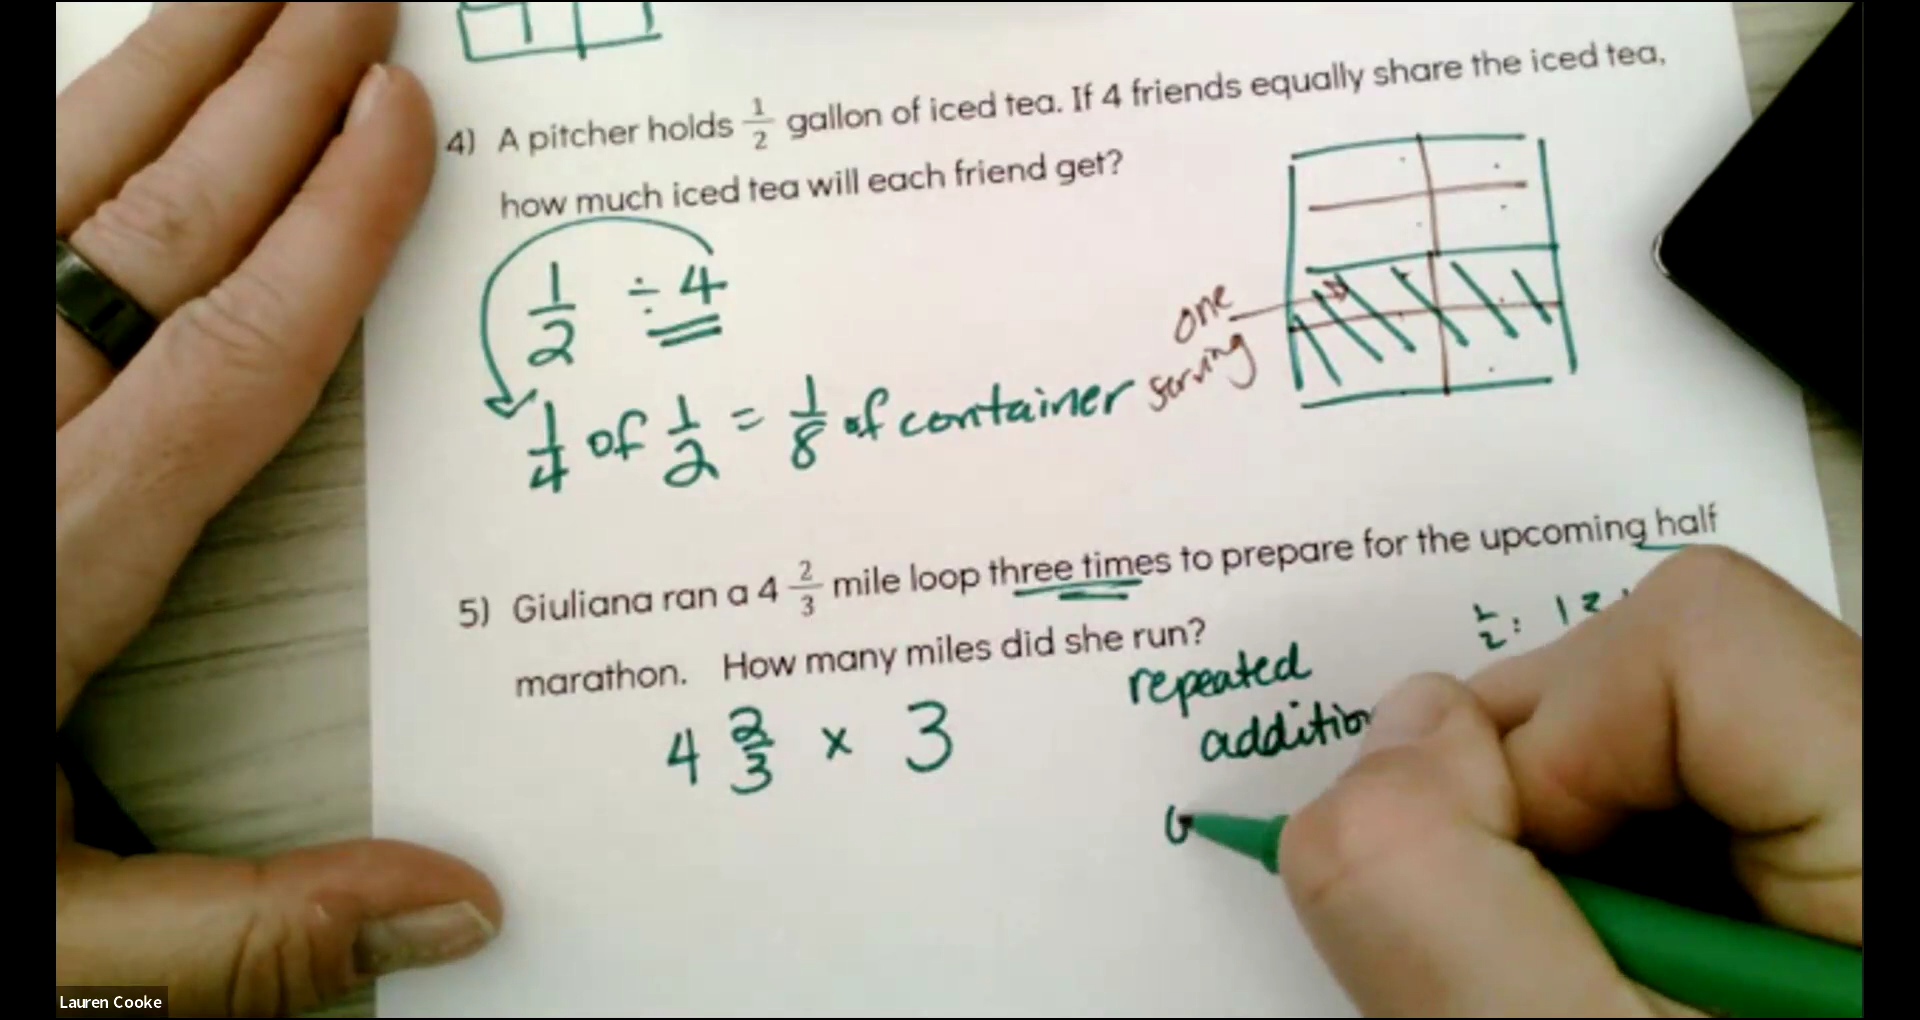 4) A pitcher holds 1/2 gallon of iced tea. If 4 friends equally share the iced tea,
how much iced tea will each friend get?
1/2 ÷ 4
1/4 of 1/2 = 1/8 of container
one
serving
5) Giuliana ran a 4 2/3 mile loop three times to prepare for the upcoming half
marathon. How many miles did she run?
1/2 :
4 2/3 x 3
repeated
addition
Lauren Cooke